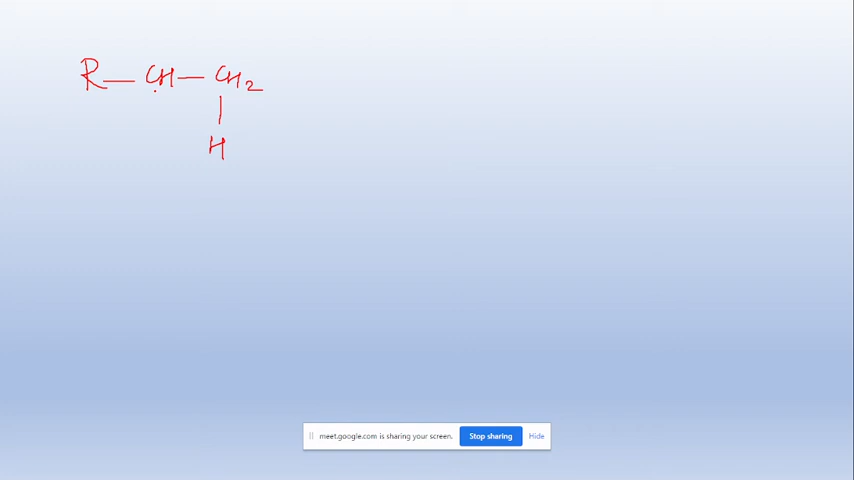 R — CH — CH2
|
H
meet.google.com is sharing your screen. Stop sharing Hide